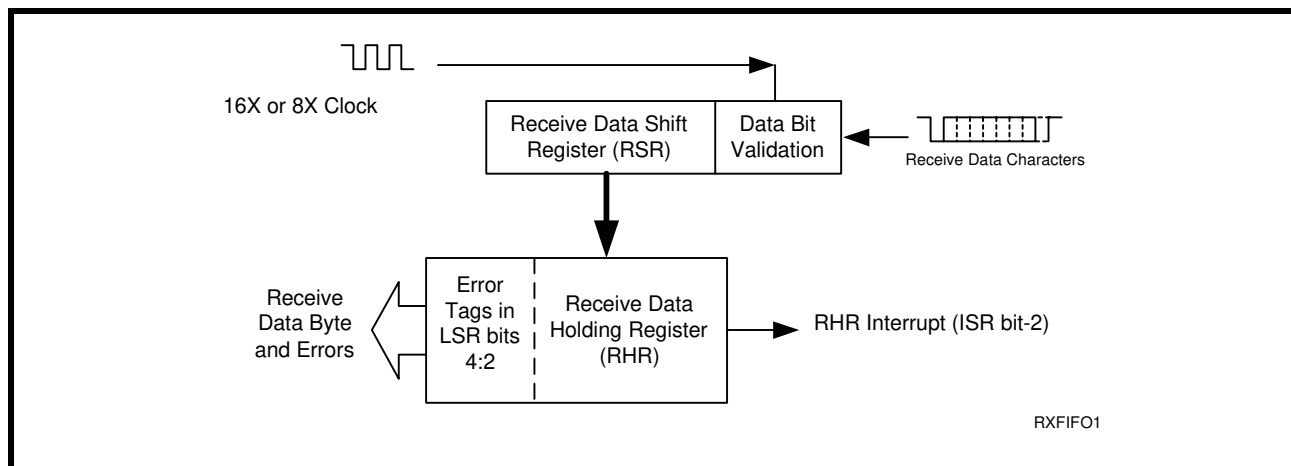 16X or 8X Clock
Receive Data Shift
Register (RSR)
Data Bit
Validation
Receive Data Characters
Receive
Data Byte
and Errors
Error
Tags in
LSR bits
4:2
Receive Data
Holding Register
(RHR)
RHR Interrupt (ISR bit-2)
RXFIFO1